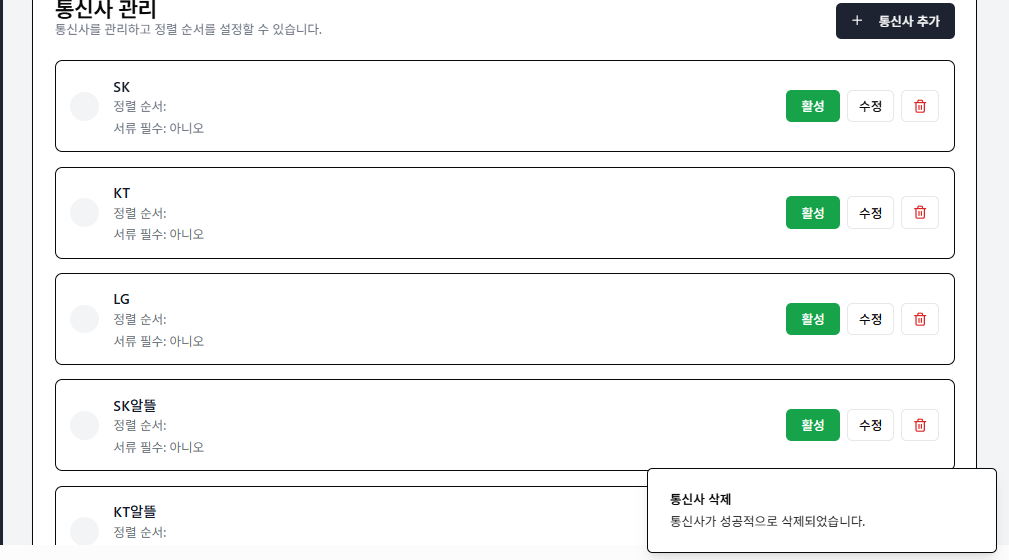 통신사 관리
통신사를 관리하고 정렬 순서를 설정할 수 있습니다.
+ 통신사 추가
SK
정렬 순서:
서류 필수: 아니오
활성 수정
KT
정렬 순서:
서류 필수: 아니오
활성 수정
LG
정렬 순서:
서류 필수: 아니오
활성 수정
SK알뜰
정렬 순서:
서류 필수: 아니오
활성 수정
KT알뜰
정렬 순서:
통신사 삭제
통신사가 성공적으로 삭제되었습니다.